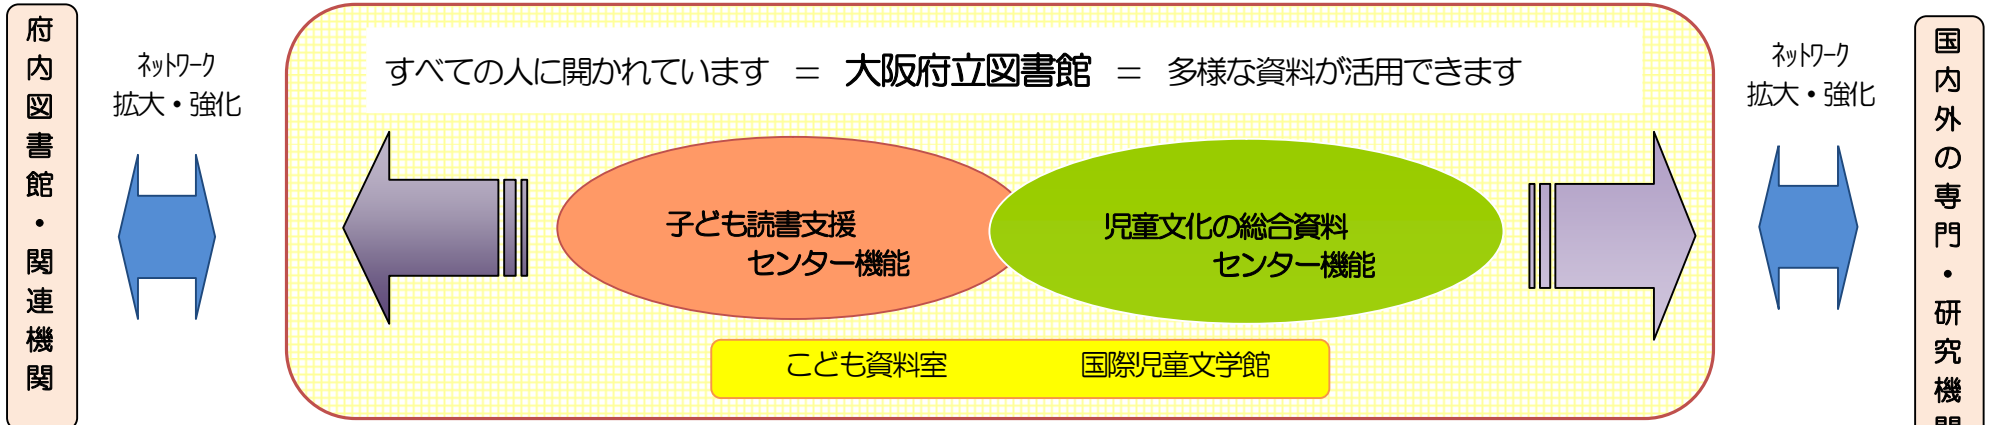 府内図書館・関連機関
ﾈｯﾄﾜｰｸ
拡大・強化
すべての人に開かれています ＝ 大阪府立図書館 ＝ 多様な資料が活用できます
子ども読書支援
センター機能
児童文化の総合資料
センター機能
こども資料室 国際児童文学館
ﾈｯﾄﾜｰｸ
拡大・強化
国内外の専門・研究機関